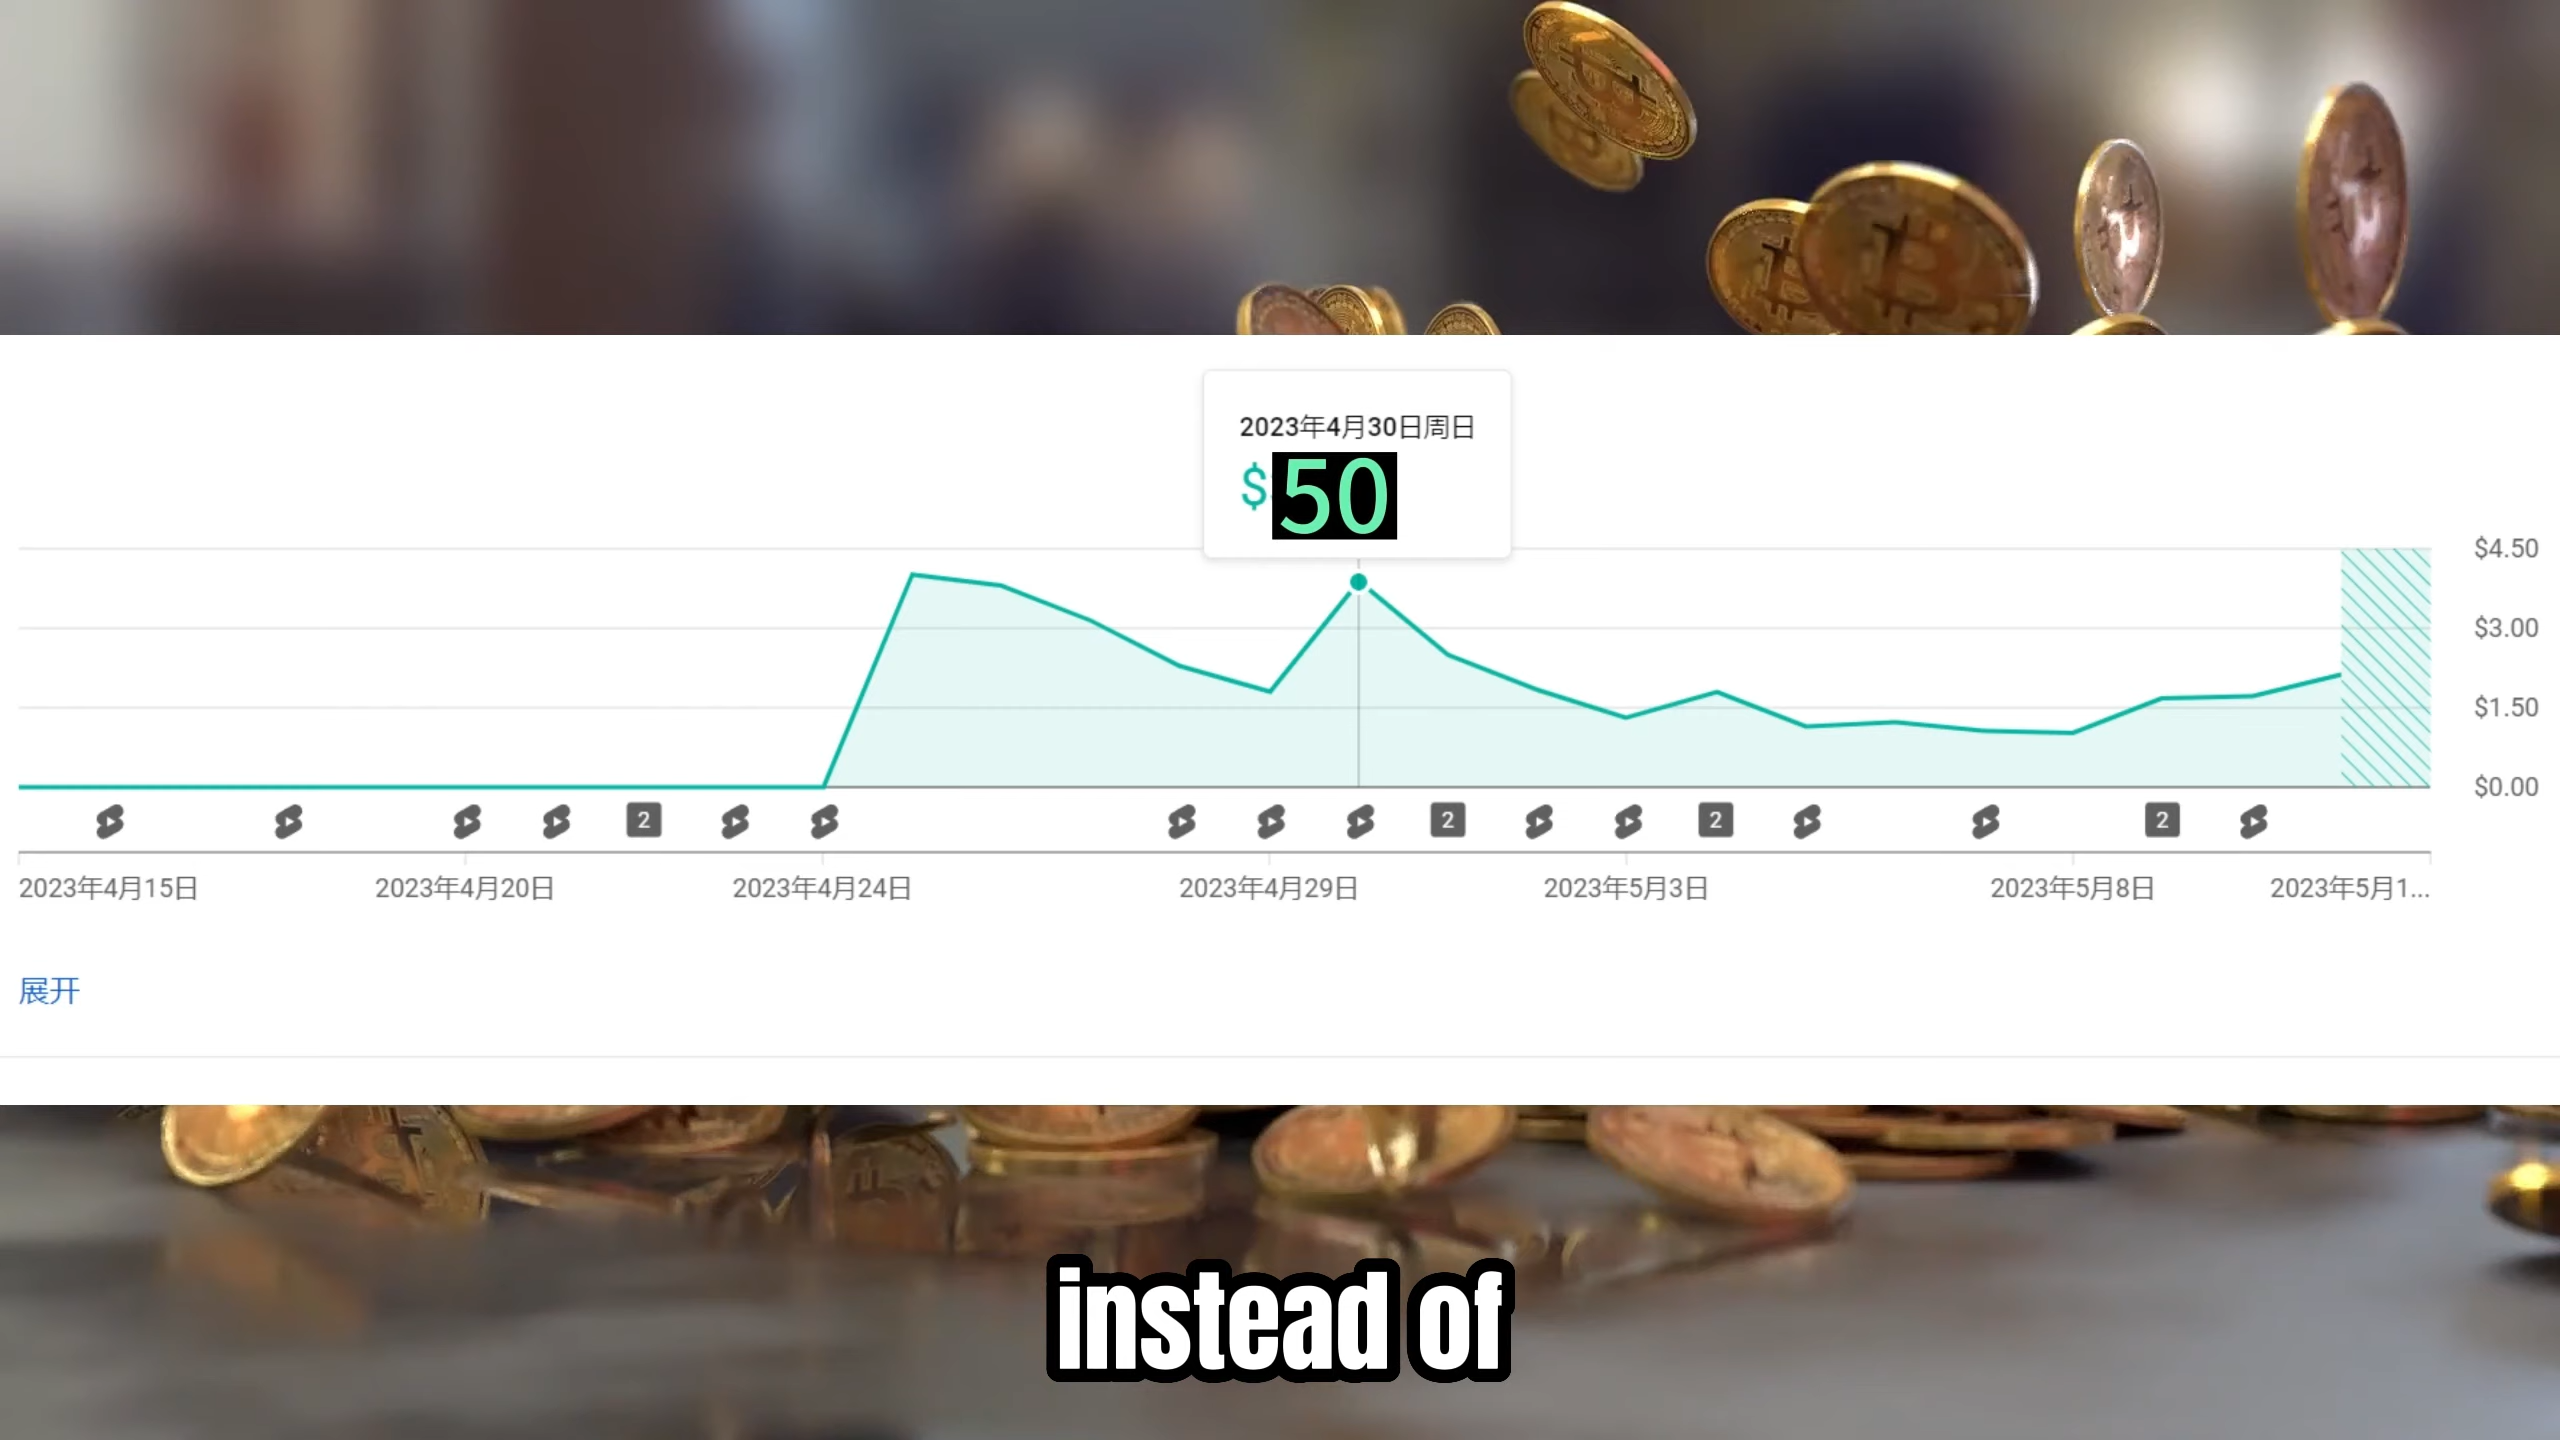 2023年4月30日周日
$50
$4.50
$3.00
$1.50
$0.00
2
2
2
2
2023年4月15日
2023年4月20日
2023年4月24日
2023年4月29日
2023年5月3日
2023年5月8日
2023年5月1...
展开
instead of